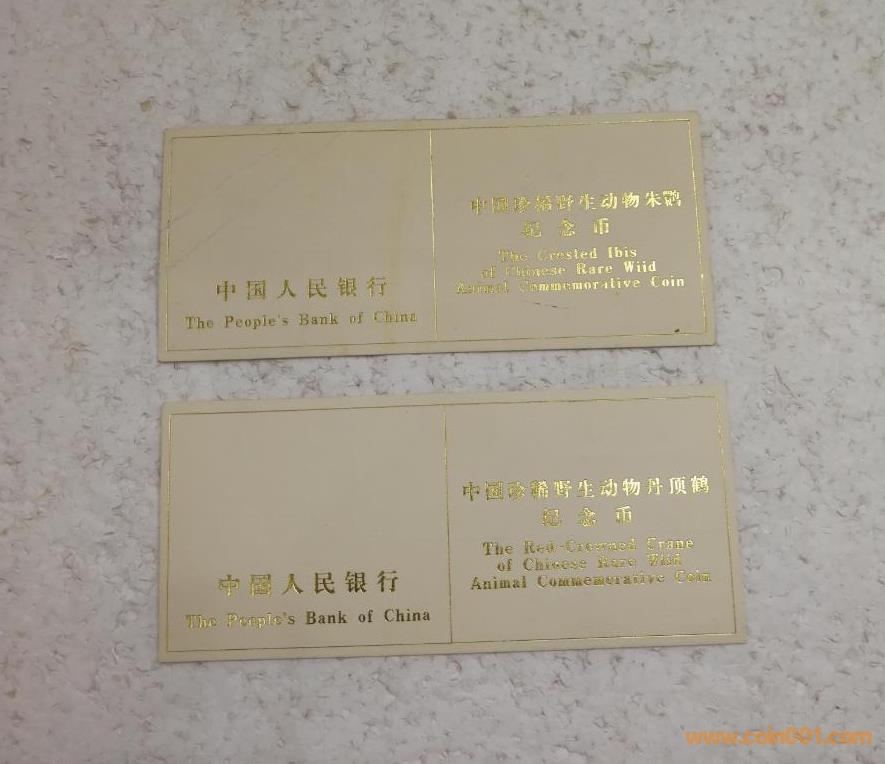 中国人民银行
The People's Bank of China
中国珍稀野生动物朱鹮
纪念币
The Crested Ibis
of Chinese Rare Wiid
Animal Commemorative Coin
中国人民银行
The People's Bank of China
中国珍稀野生动物丹顶鹤
纪念币
The Red-Crowned Crane
of Chinese Rare Wiid
Animal Commemorative Coin
www.coin001.com